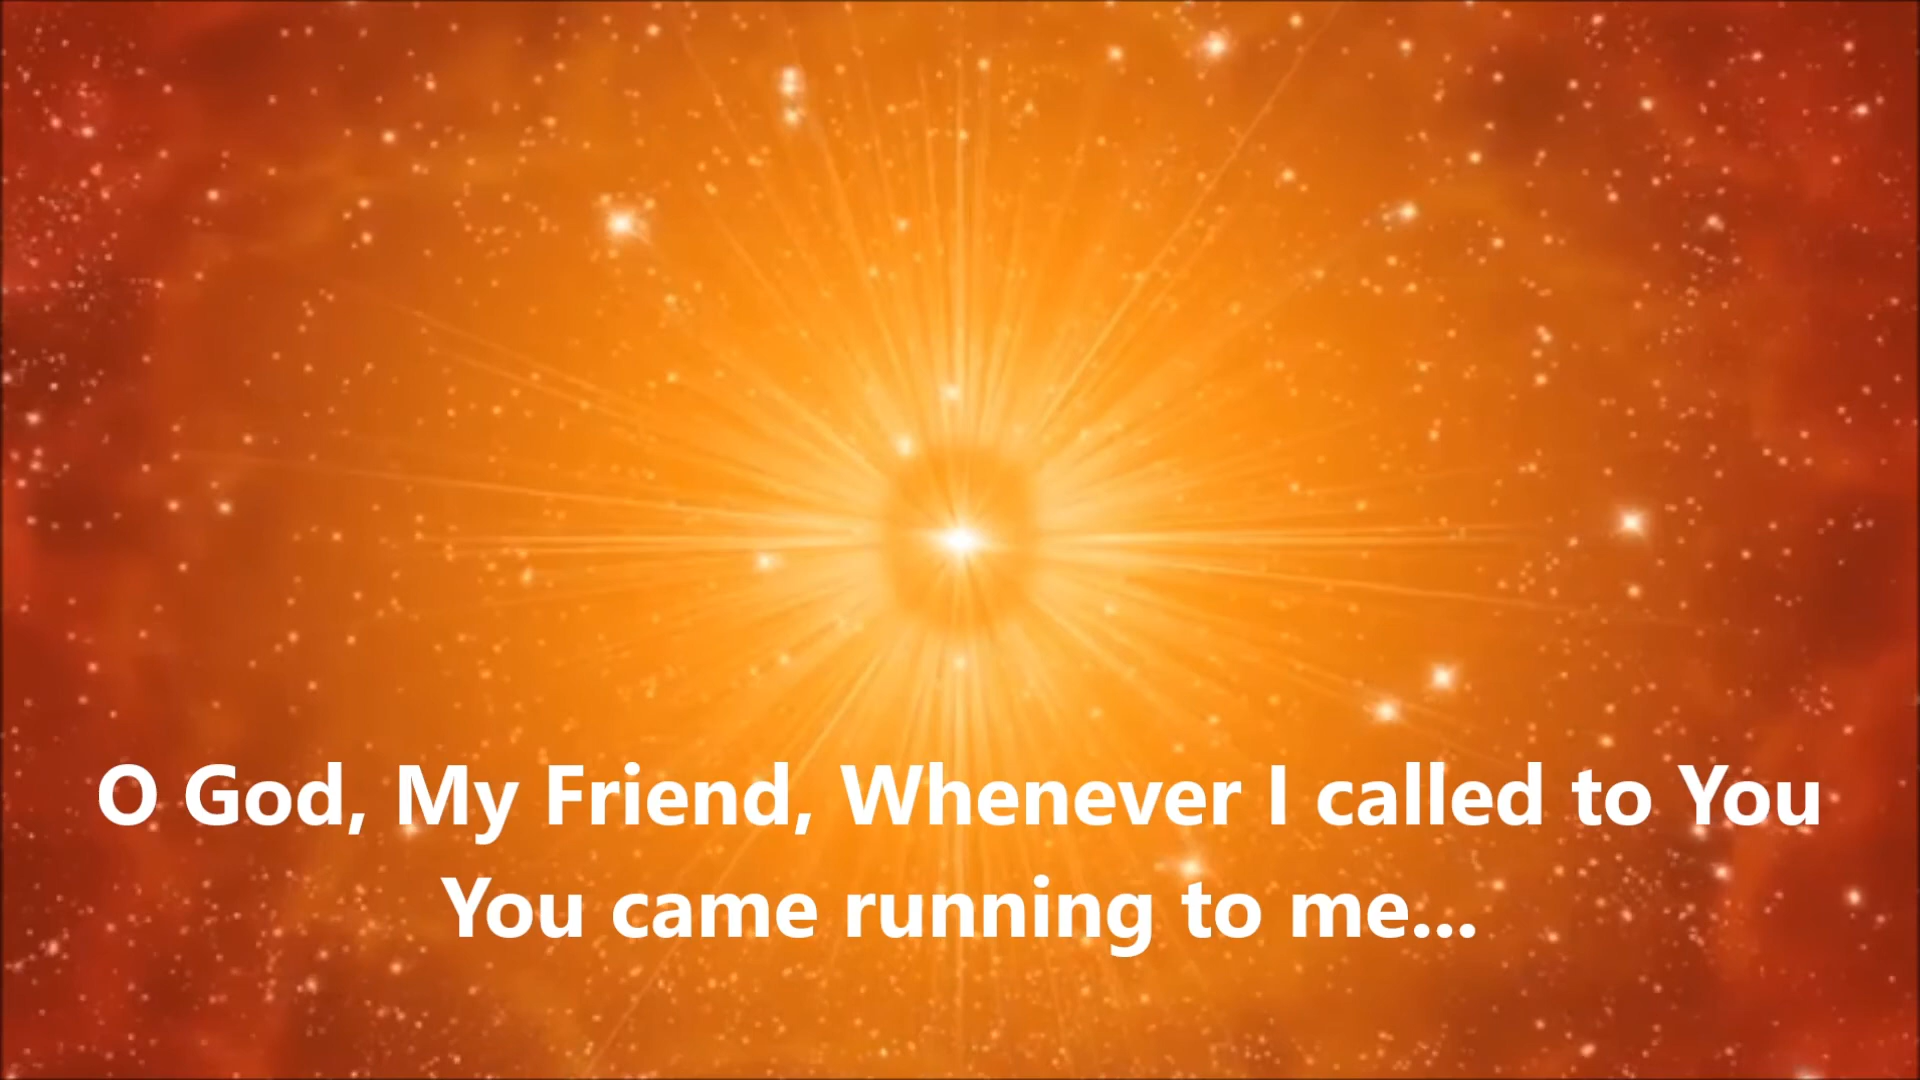 O God, My Friend, Whenever I called to You
You came running to me...